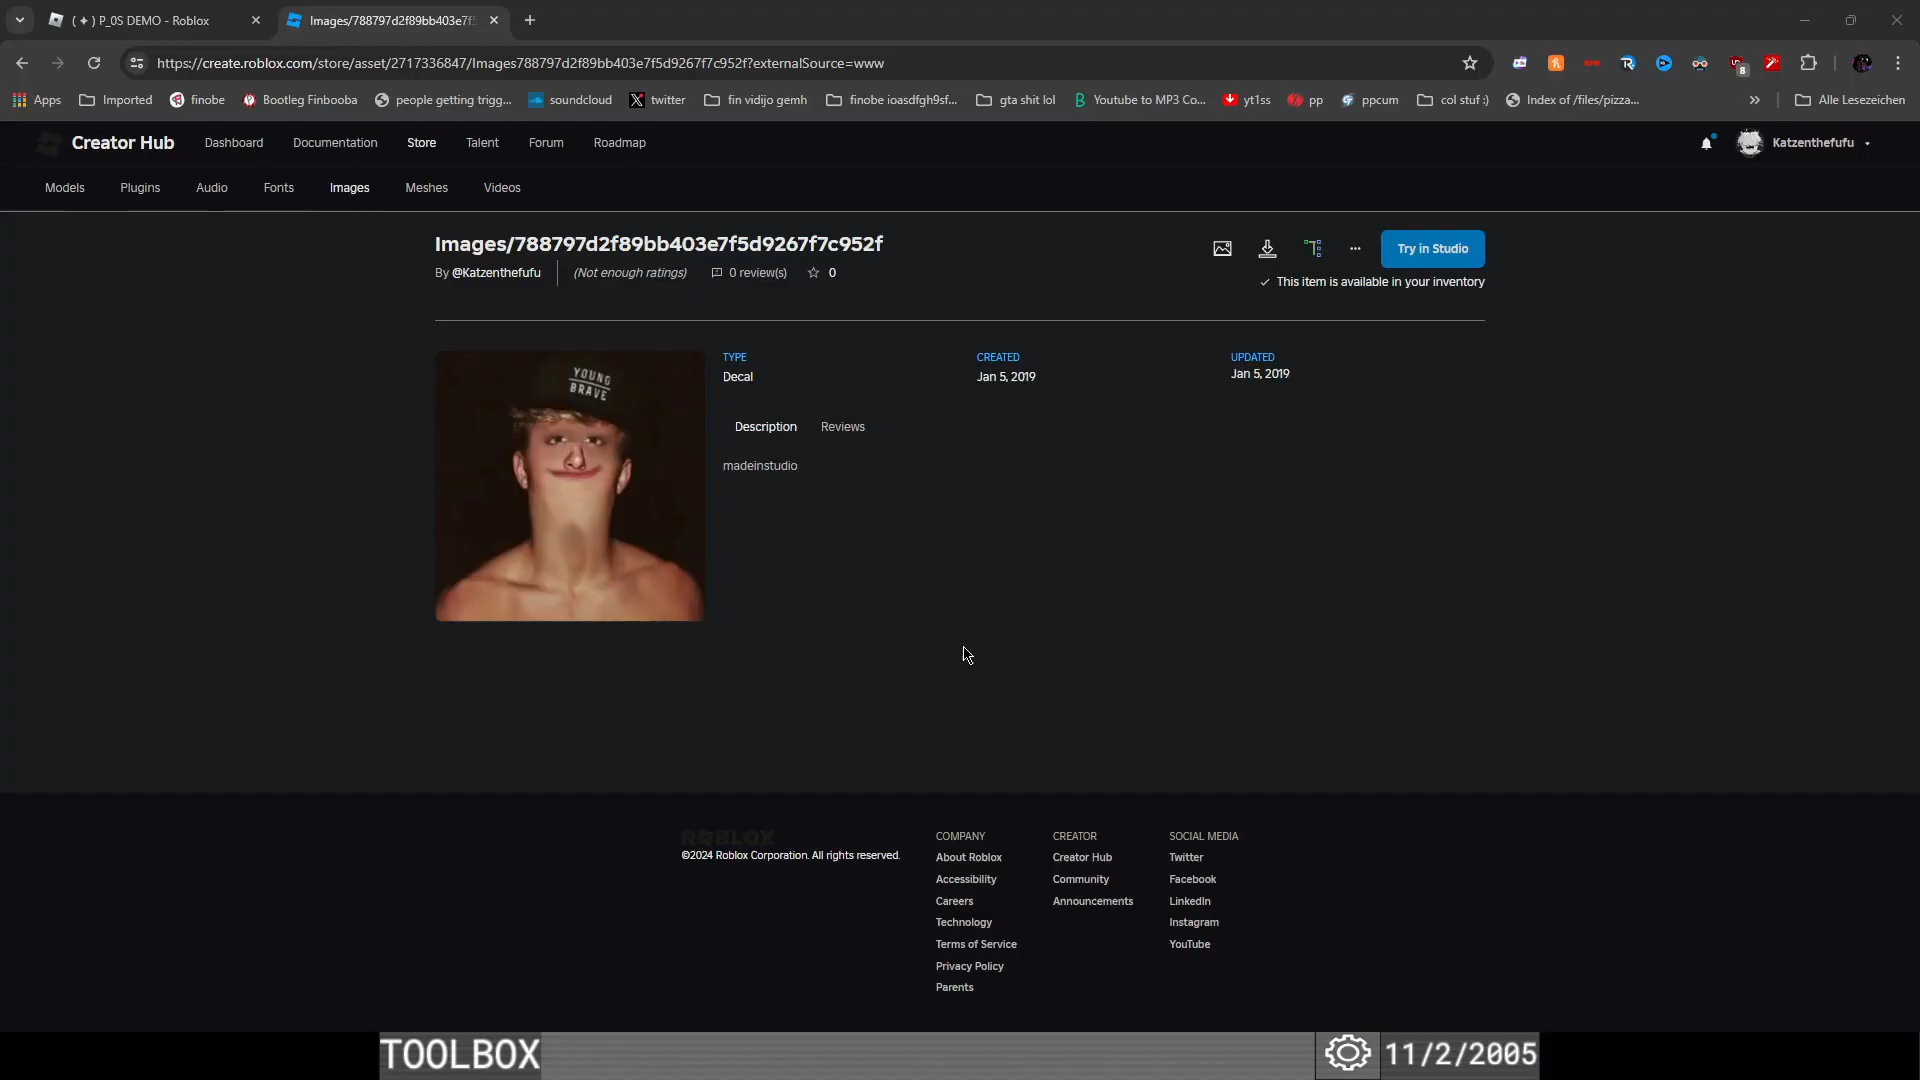 ( ✦ ) P_0S DEMO - Roblox
Images/788797d2f89bb403e7f5
https://create.roblox.com/store/asset/2717336847/Images788797d2f89bb403e7f5d9267f7c952f?externalSource=www
8
Apps Imported finobe Bootleg Finbooba people getting trigg... soundcloud twitter fin vidijo gemh finobe ioasdfgh9sf... gta shit lol Youtube to MP3 Co... yt1ss pp ppcum col stuf :) Index of /files/pizza... » Alle Lesezeichen
Creator Hub Dashboard Documentation Store Talent Forum Roadmap Katzenthefufu
Models Plugins Audio Fonts Images Meshes Videos
Images/788797d2f89bb403e7f5d9267f7c952f
Try in Studio
By @Katzenthefufu (Not enough ratings) 0 review(s) 0
This item is available in your inventory
YOUNG
BRAVE
TYPE CREATED UPDATED
Decal Jan 5, 2019 Jan 5, 2019
Description Reviews
madeinstudio
ROBLOX
©2024 Roblox Corporation. All rights reserved.
COMPANY
About Roblox
Accessibility
Careers
Technology
Terms of Service
Privacy Policy
Parents
CREATOR
Creator Hub
Community
Announcements
SOCIAL MEDIA
Twitter
Facebook
LinkedIn
Instagram
YouTube
TOOLBOX 11/2/2005